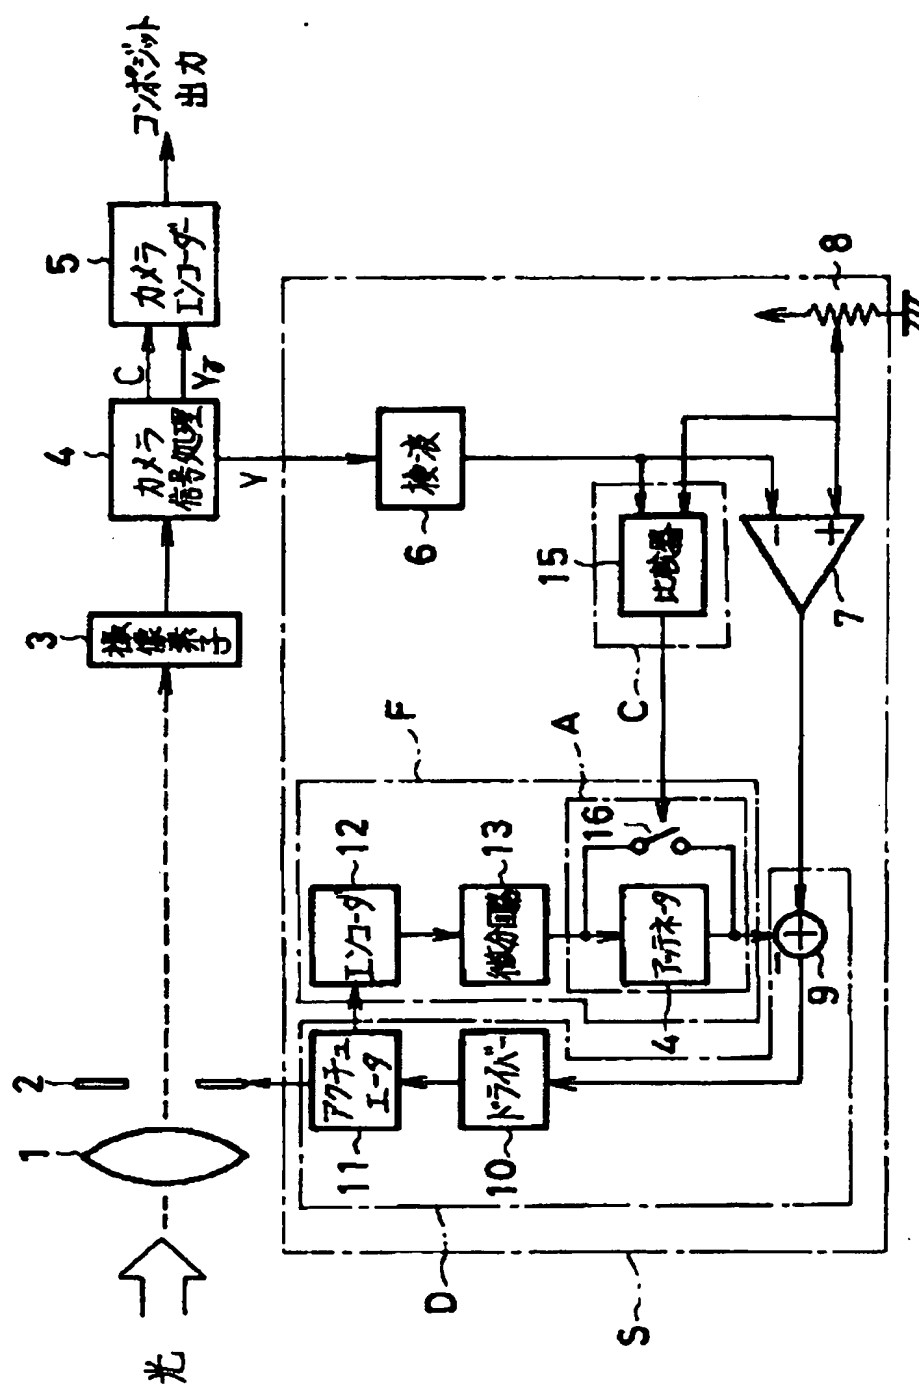 光
1
2
3
撮像素子
4
カメラ
信号処理
C
Yγ
5
カメラ
エンコーダー
コンポジット
出力
Y
6
検波
15
比較器
C
8
7
−
+
F
A
12
エンコーダ
13
微分回路
16
アッテネータ
4
−
+
9
アクチュ
エータ
11
ドライバー
10
D
S